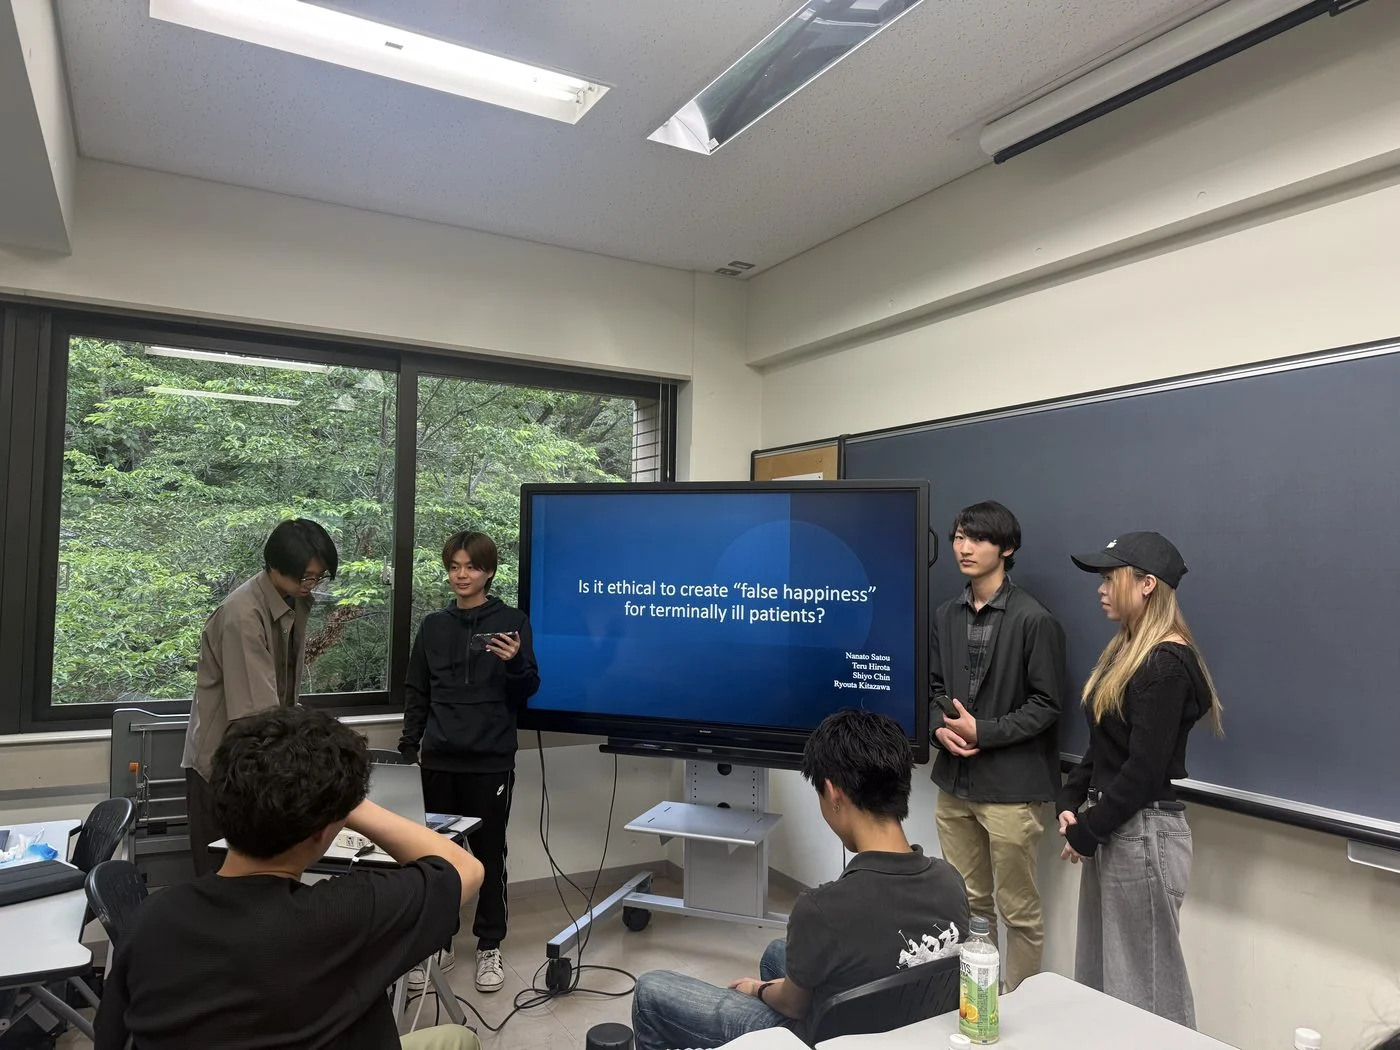 Is it ethical to create “false happiness”
for terminally ill patients?
Nanato Satou
Teru Hirota
Shiyo Chin
Ryouta Kitazawa